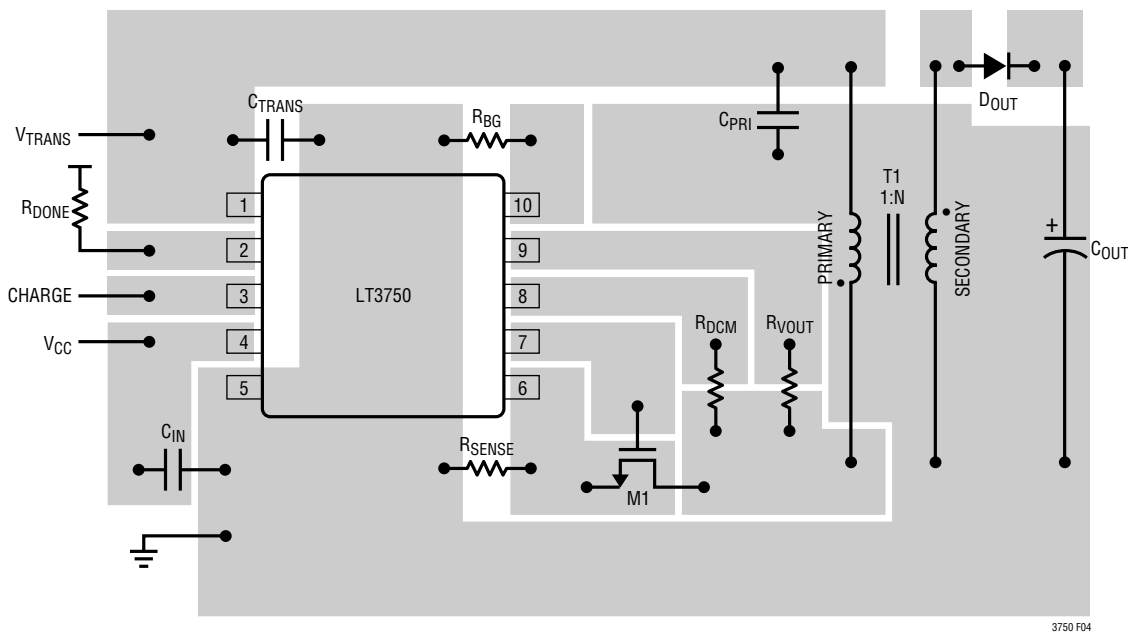 CTRANS
RBG
DOUT
VTRANS
CPRI
T1
1:N
RDONE
1
10
2
9
PRIMARY
SECONDARY
+
COUT
CHARGE
3
LT3750
8
VCC
4
7
RDCM
RVOUT
5
6
CIN
RSENSE
M1
3750 F04